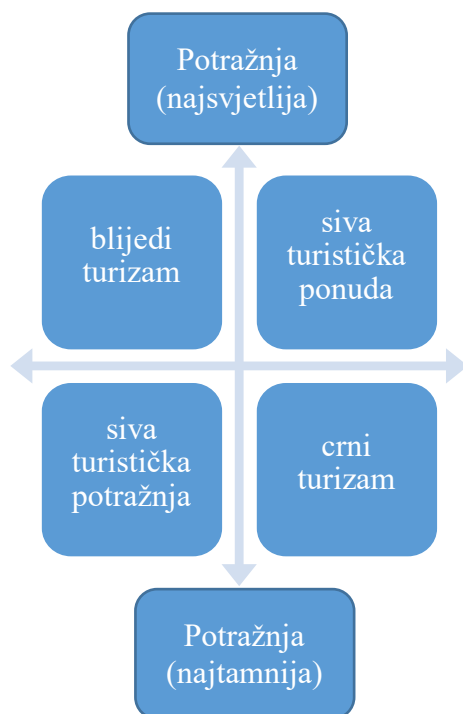 Potražnja
(najsvjetlija)
blijedi
turizam
siva
turistička
ponuda
siva
turistička
potražnja
crni
turizam
Potražnja
(najtamnija)